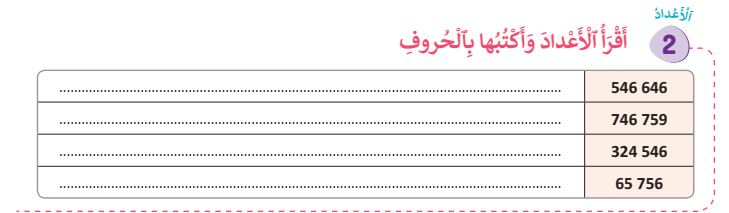 اَلْأَعْدادُ
2 أَقْرَأُ ٱلْأَعْدادَ وَأَكْتُبُها بِٱلْحُروفِ
546 646 ................................................................
746 759 ................................................................
324 546 ................................................................
65 756 ................................................................